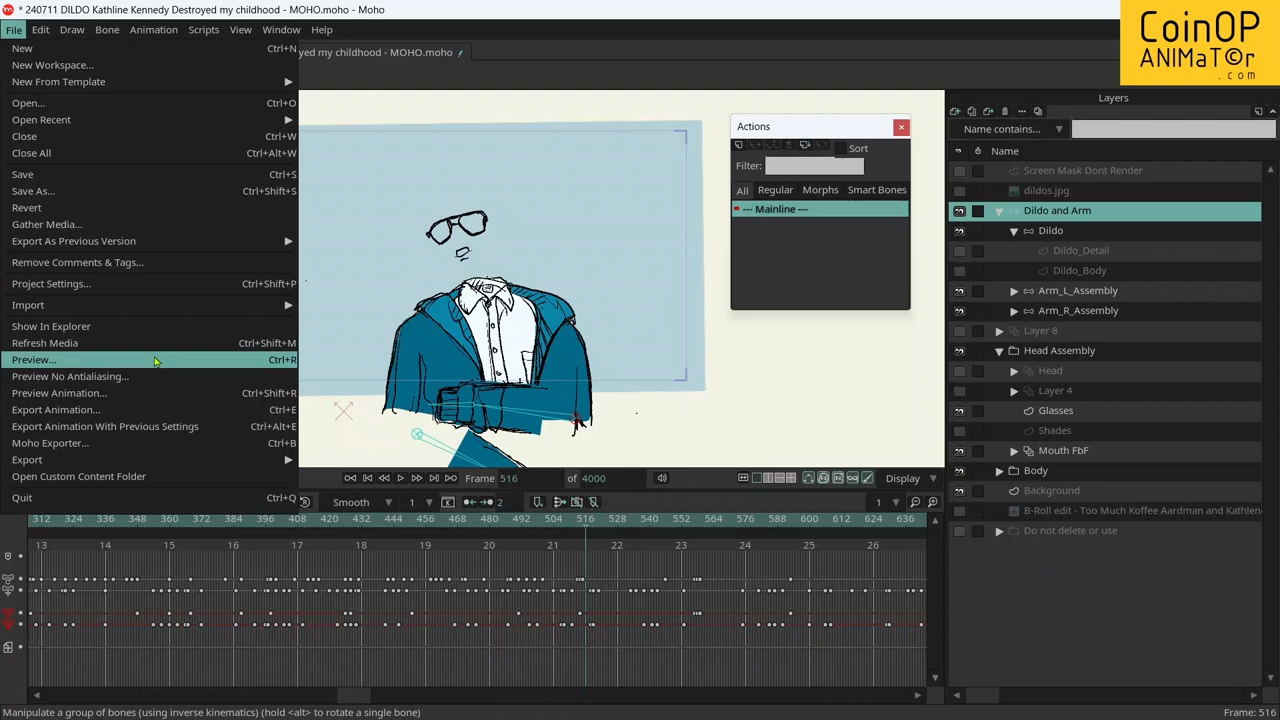 * 240711 DILDO Kathline Kennedy Destroyed my childhood - MOHO.moho - Moho
CoinOP
ANiMaT©r
.com
File Edit Draw Bone Animation Scripts View Window Help
New Ctrl+N
New Workspace...
New From Template
Open... Ctrl+O
Open Recent
Close Ctrl+W
Close All Ctrl+Alt+W
Save Ctrl+S
Save As... Ctrl+Shift+S
Revert
Gather Media...
Export As Previous Version
Remove Comments & Tags...
Project Settings... Ctrl+Shift+P
Import
Show In Explorer
Refresh Media Ctrl+Shift+M
Preview... Ctrl+R
Preview No Antialiasing...
Preview Animation... Ctrl+Shift+R
Export Animation... Ctrl+E
Export Animation With Previous Settings Ctrl+Alt+E
Moho Exporter... Ctrl+B
Export
Open Custom Content Folder
Quit Ctrl+Q
yed my childhood - MOHO.moho
Actions
Sort
Filter:
All Regular Morphs Smart Bones
--- Mainline ---
Layers
Name contains...
Name
Screen Mask Dont Render
dildos.jpg
Dildo and Arm
Dildo
Dildo_Detail
Dildo_Body
Arm_L_Assembly
Arm_R_Assembly
Layer 8
Head Assembly
Head
Layer 4
Glasses
Shades
Mouth FbF
Body
Background
B-Roll edit - Too Much Koffee Aardman and Kathlene
Do not delete or use
Frame 516 of 4000 Display
Smooth 1 2 1
312 324 336 348 360 372 384 396 408 420 432 444 456 468 480 492 504 516 528 540 552 564 576 588 600 612 624 636
13 14 15 16 17 18 19 20 21 22 23 24 25 26
Manipulate a group of bones (using inverse kinematics) (hold <alt> to rotate a single bone) Frame: 516